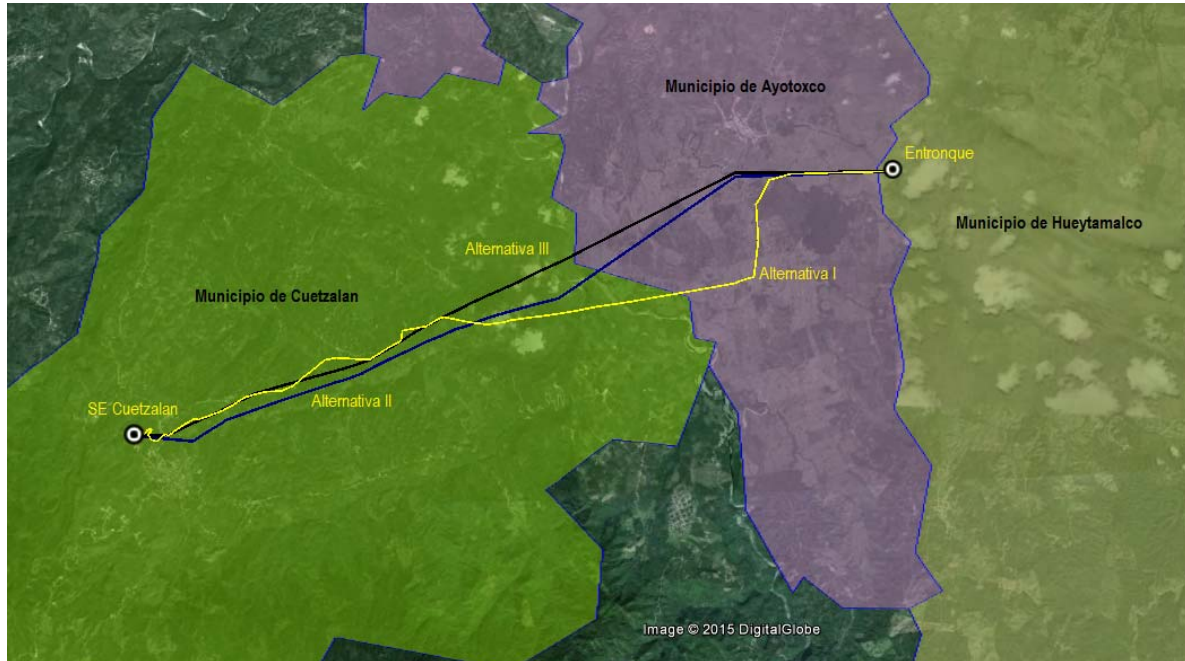 Municipio de Ayotoxco
Entronque
Municipio de Hueytamalco
Alternativa III
Alternativa I
Municipio de Cuetzalan
Alternativa II
SE Cuetzalan
Image © 2015 DigitalGlobe